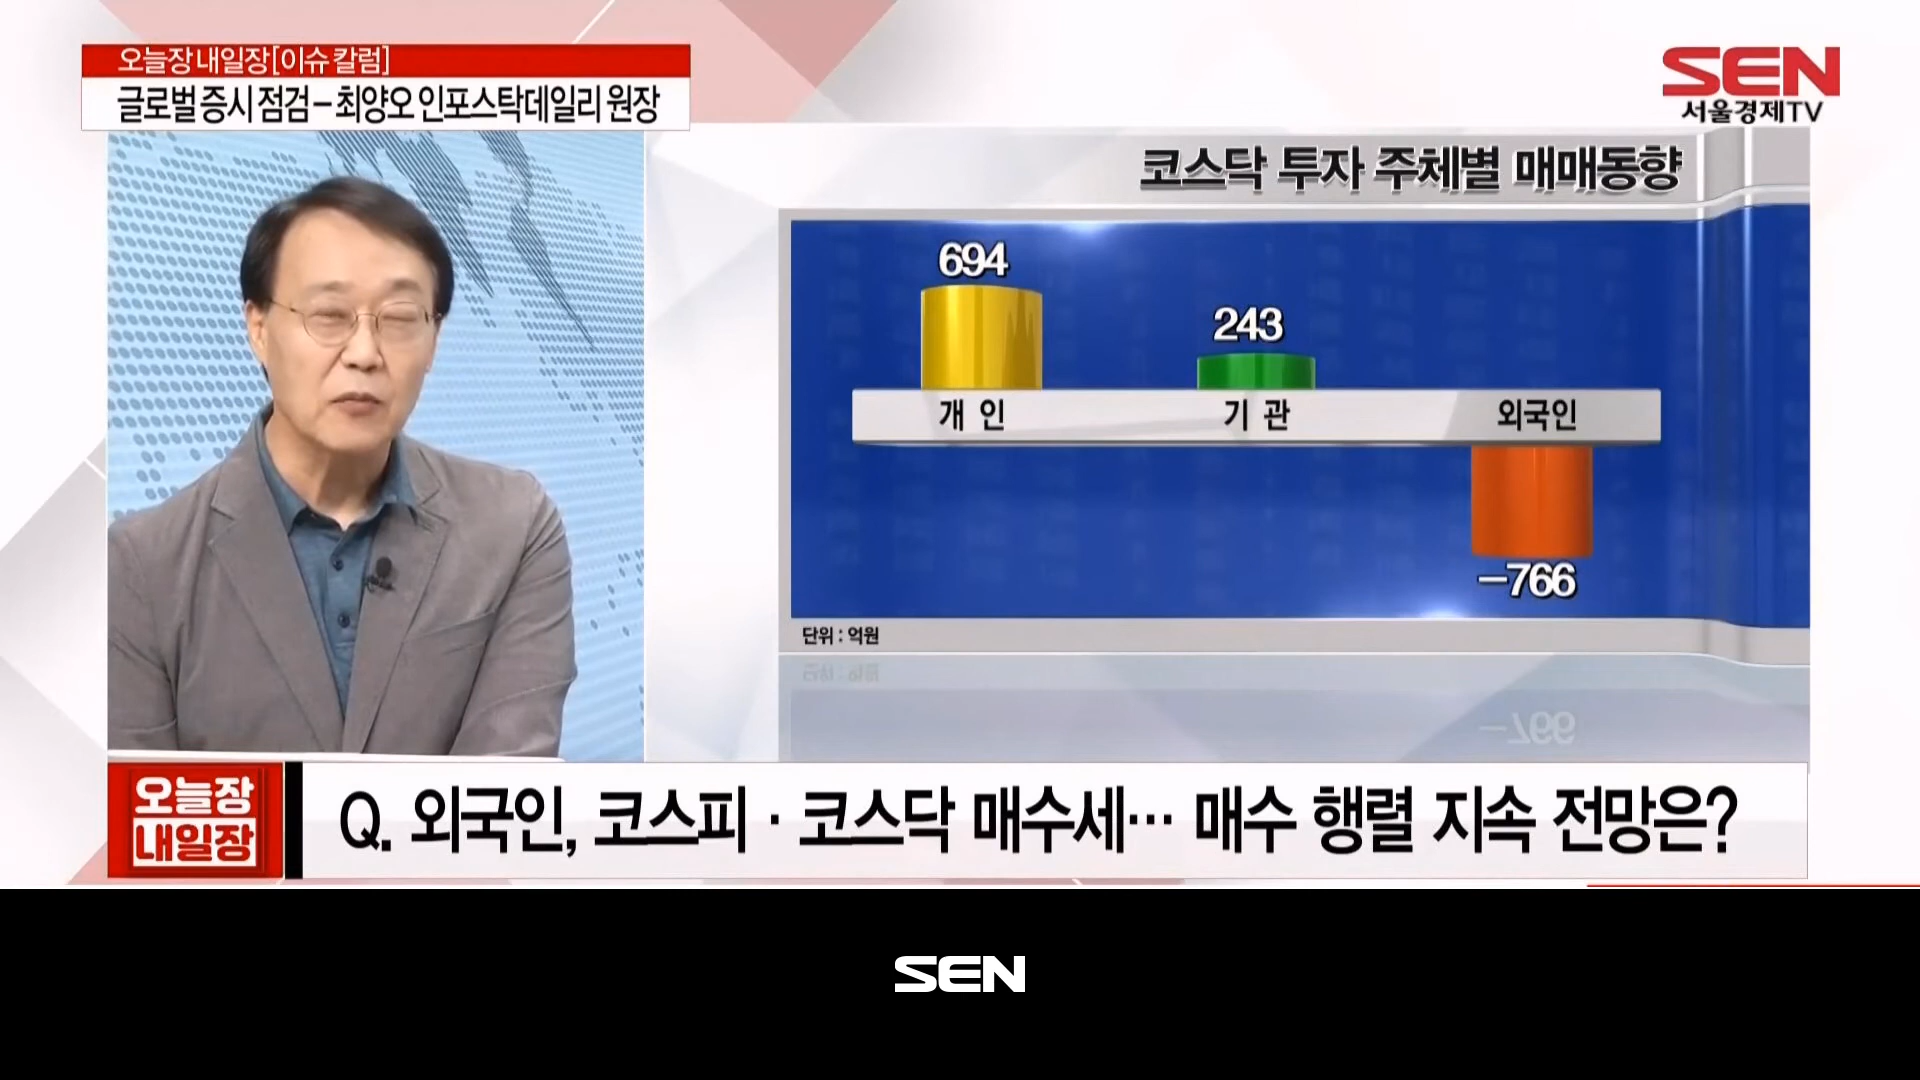 오늘장 내일장[이슈 칼럼]
글로벌 증시 점검-최양오 인포스탁데일리 원장
SEN
서울경제TV
코스닥 투자 주체별 매매동향
694
243
개 인
기 관
외국인
-766
단위 : 억원
오늘장
내일장
Q. 외국인, 코스피·코스닥 매수세… 매수 행렬 지속 전망은?
SEN